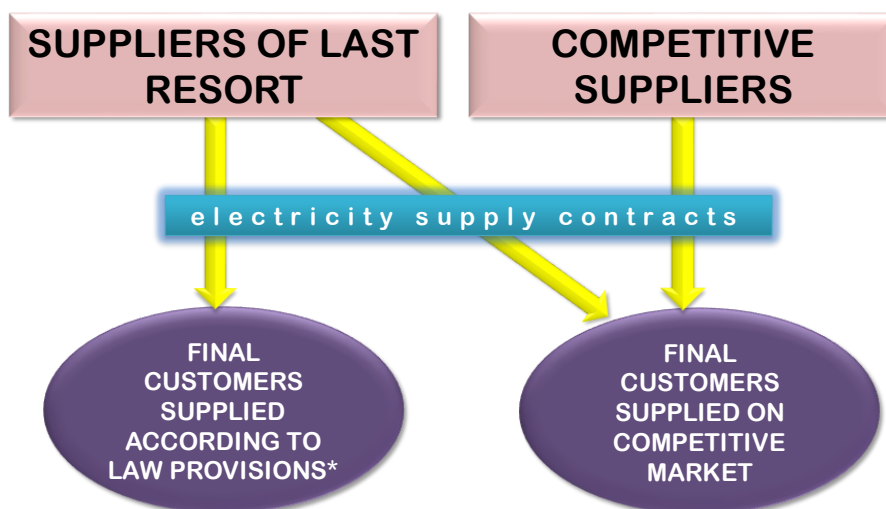 SUPPLIERS OF LAST
RESORT
COMPETITIVE
SUPPLIERS
electricity supply contracts
FINAL
CUSTOMERS
SUPPLIED
ACCORDING TO
LAW PROVISIONS*
FINAL
CUSTOMERS
SUPPLIED ON
COMPETITIVE
MARKET